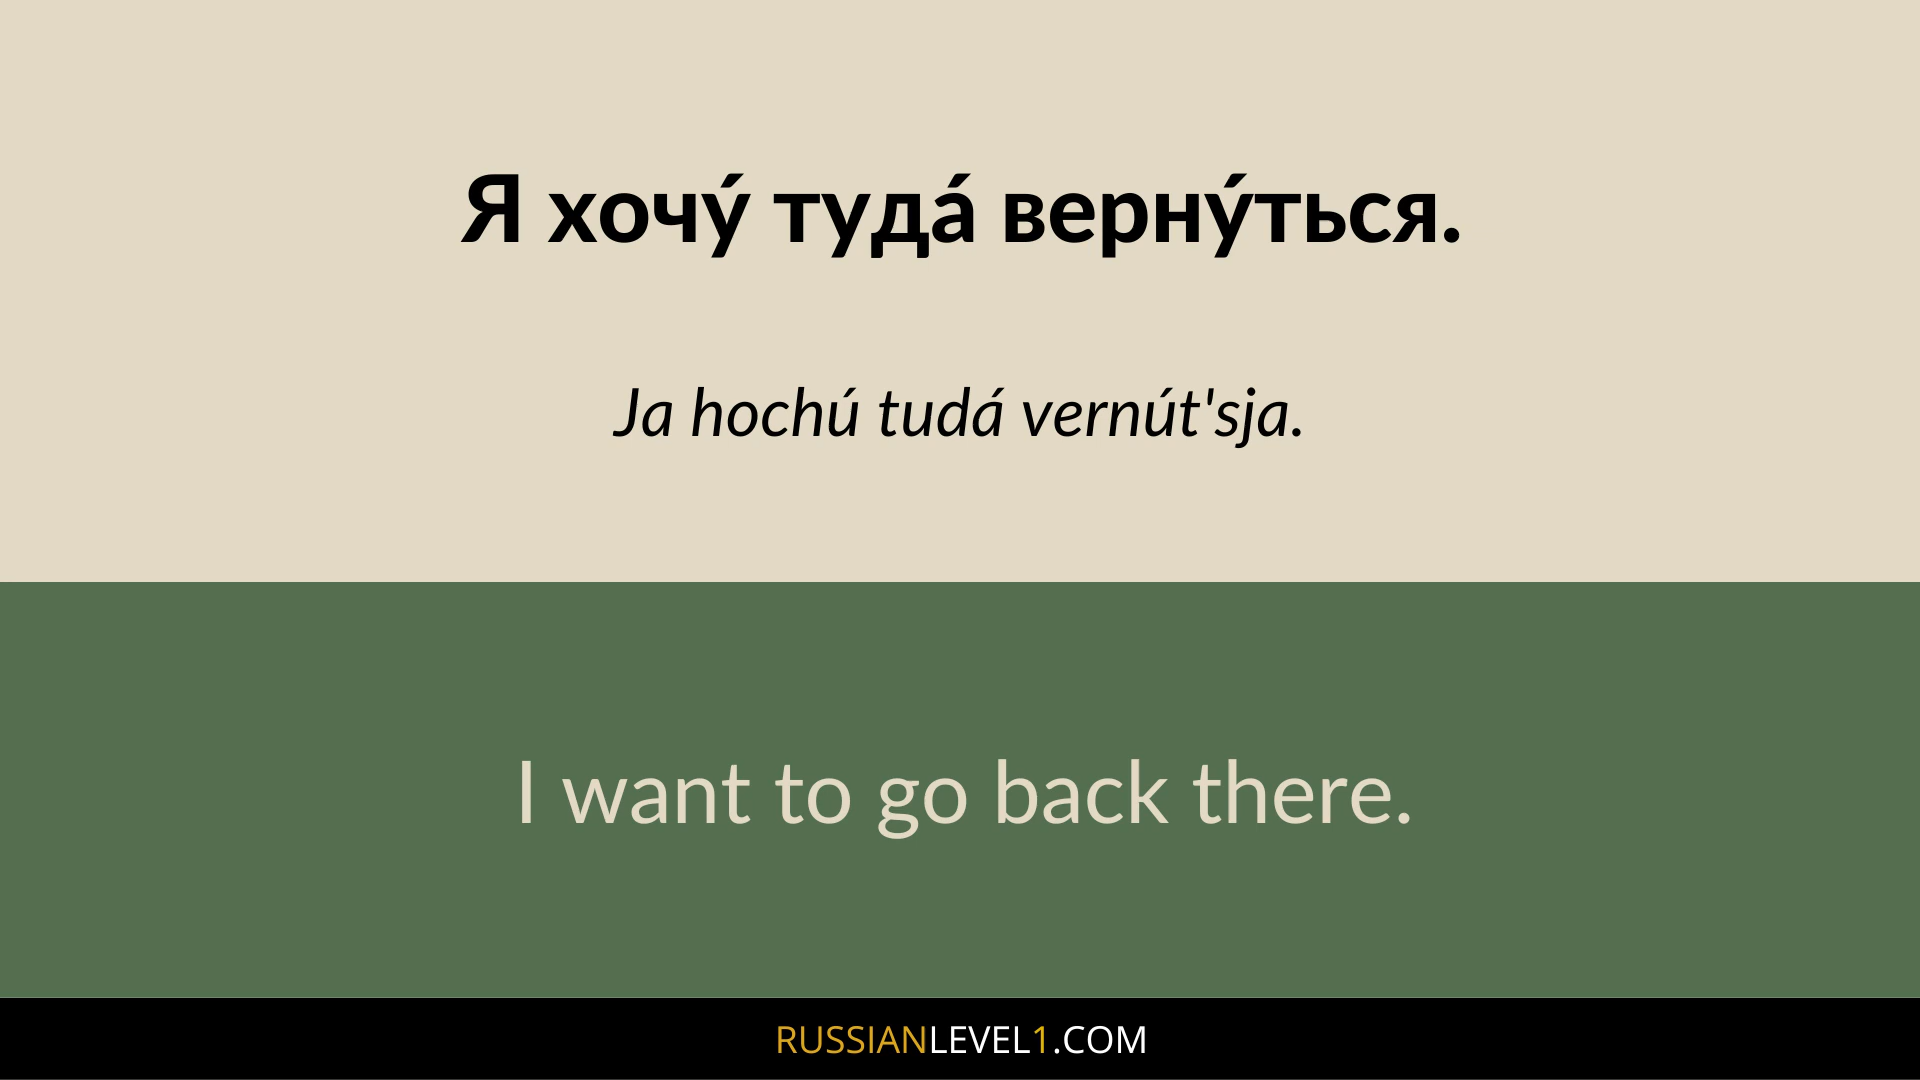 Я хочу́ туда́ верну́ться.
Ja hochú tudá vernút'sja.
I want to go back there.
RUSSIANLEVEL1.COM